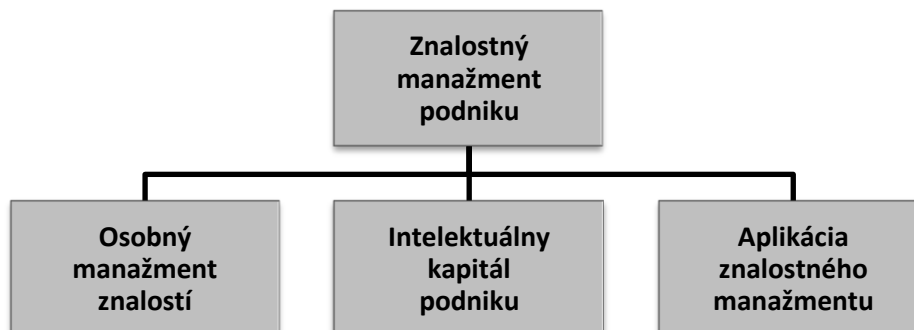 Znalostný
manažment
podniku
Osobný
manažment
znalostí
Intelektuálny
kapitál
podniku
Aplikácia
znalostného
manažmentu